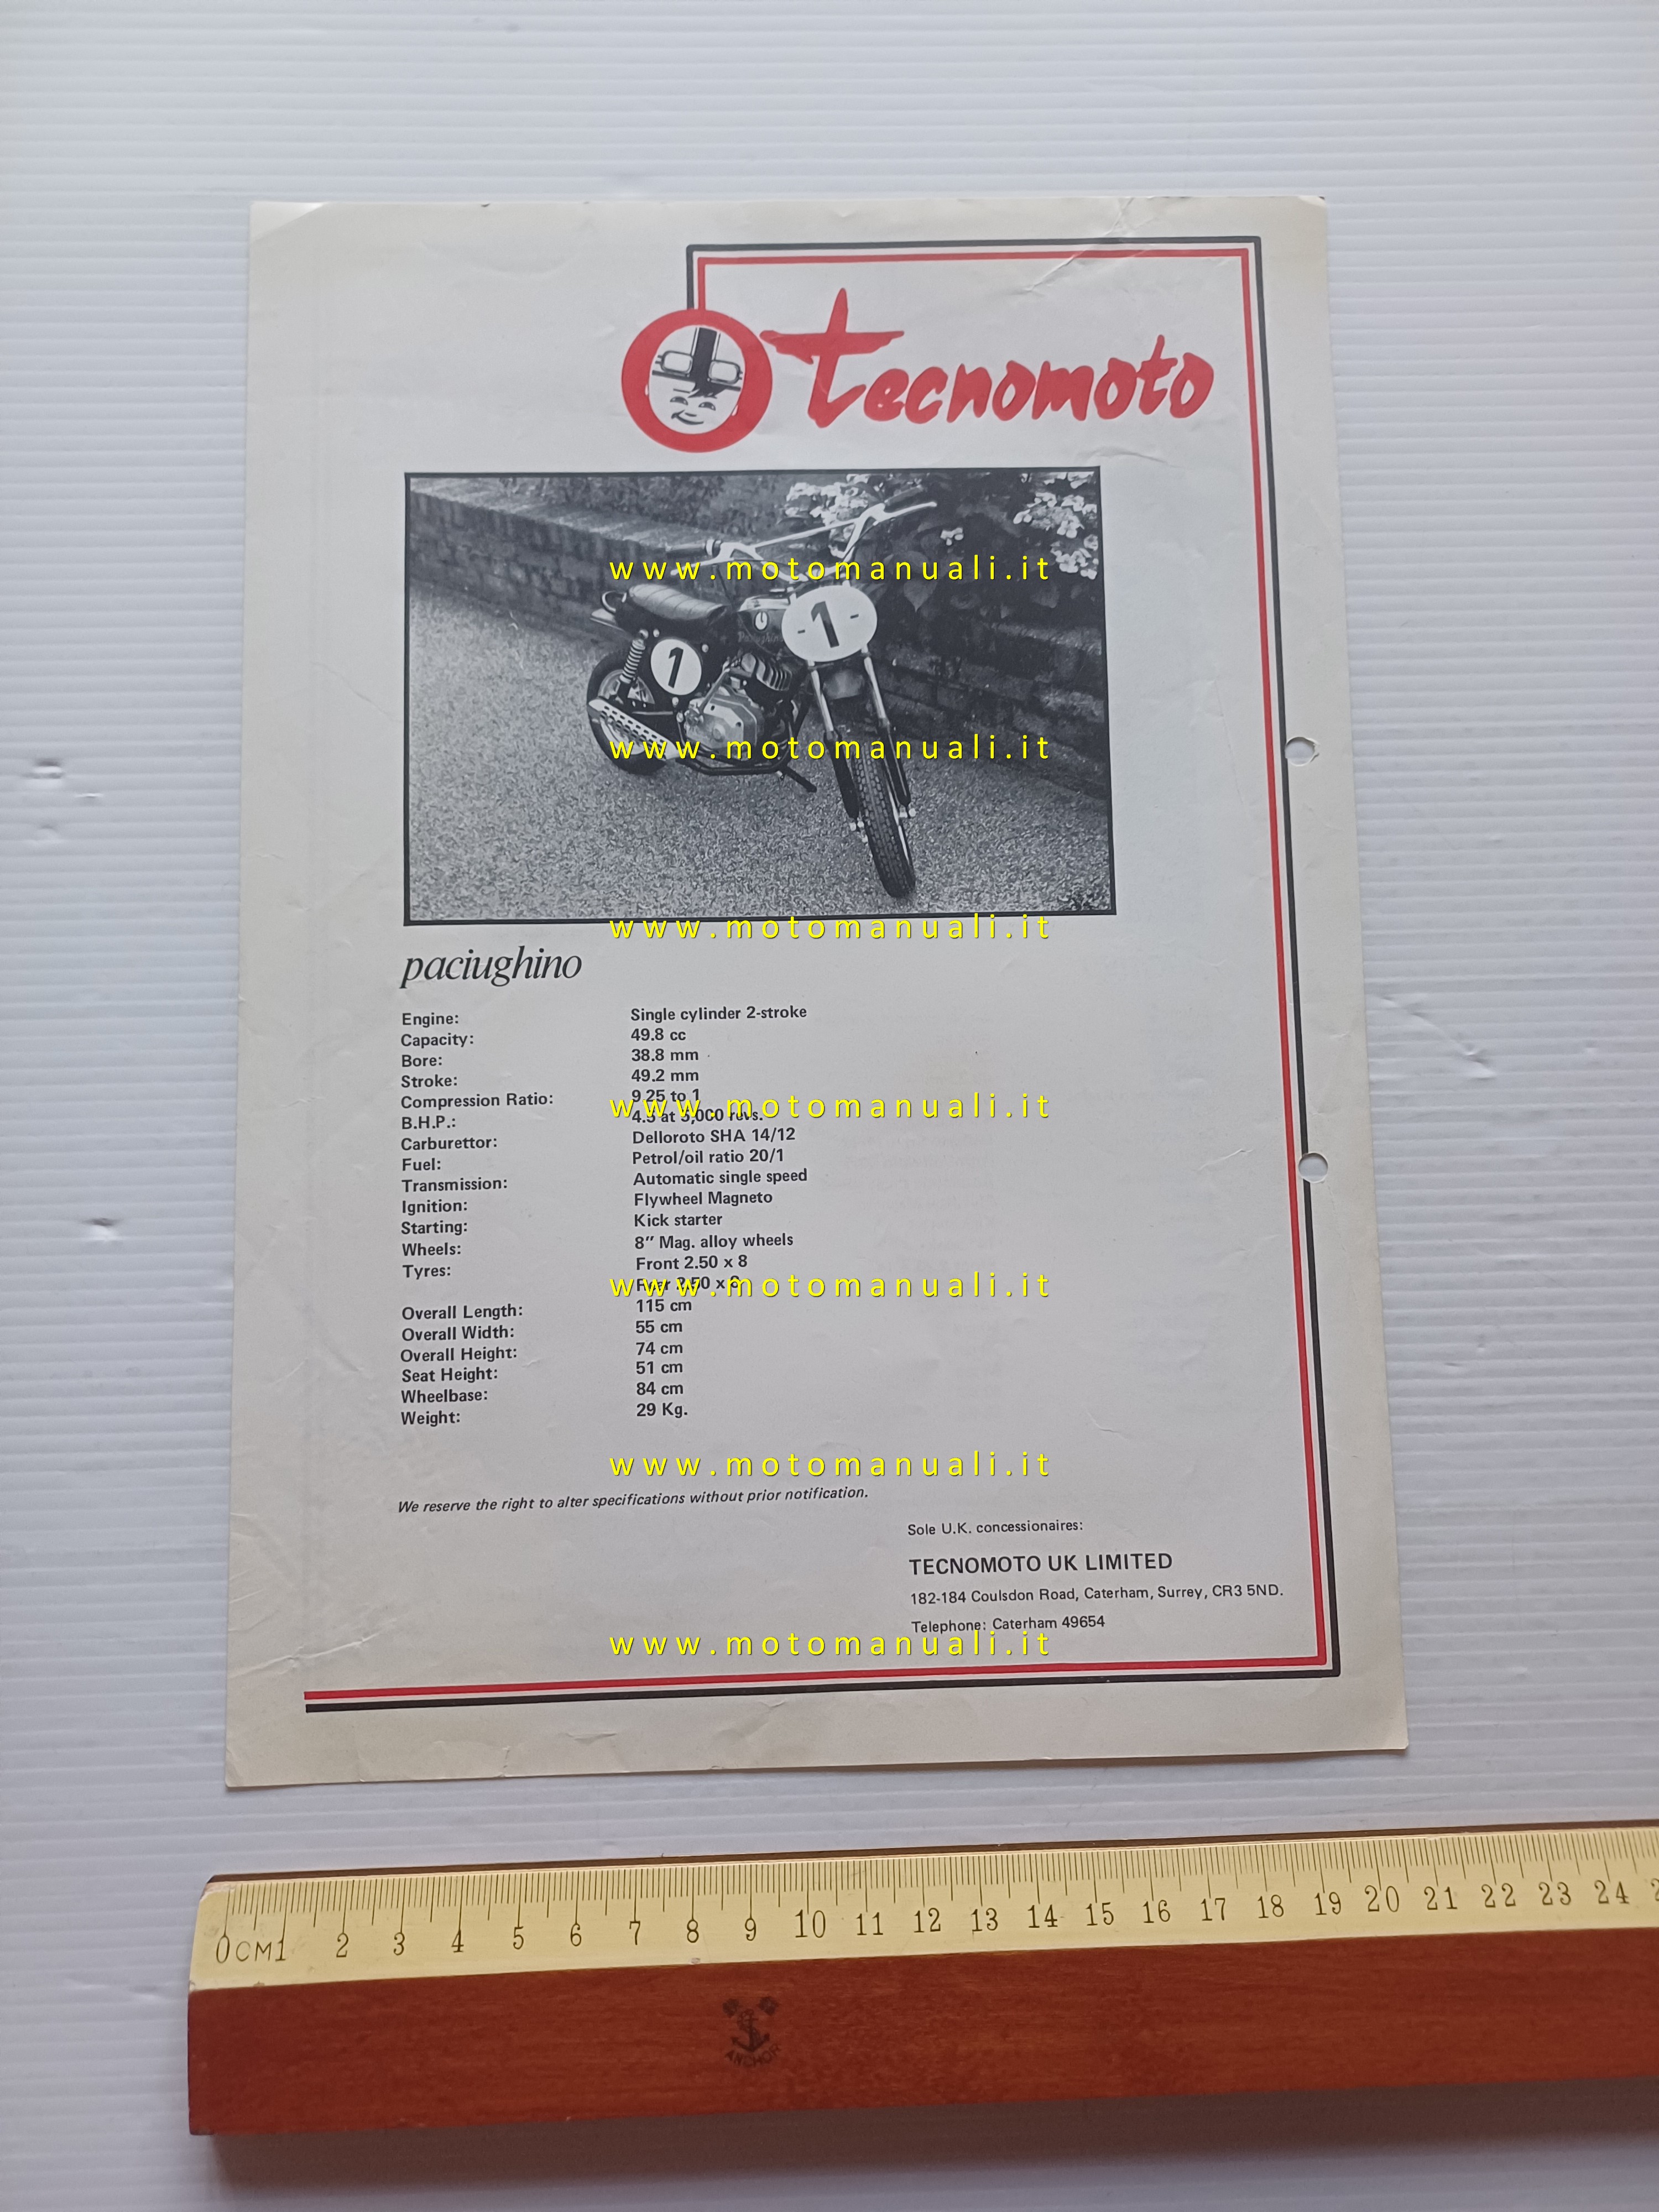 tecnomoto
www.motomanuali.it
1
1
www.motomanuali.it
www.motomanuali.it
paciughino
Engine: Single cylinder 2-stroke
Capacity: 49.8 cc
Bore: 38.8 mm
Stroke: 49.2 mm
Compression Ratio: 9.25 to 1
www.motomanuali.it
B.H.P.: at revs.
Carburettor: Delloroto SHA 14/12
Fuel: Petrol/oil ratio 20/1
Transmission: Automatic single speed
Ignition: Flywheel Magneto
Starting: Kick starter
Wheels: 8" Mag. alloy wheels
Tyres: Front 2.50 x 8
Rear x
www.motomanuali.it
Overall Length: 115 cm
Overall Width: 55 cm
Overall Height: 74 cm
Seat Height: 51 cm
Wheelbase: 84 cm
Weight: 29 Kg.
www.motomanuali.it
We reserve the right to alter specifications without prior notification.
Sole U.K. concessionaires:
TECNOMOTO UK LIMITED
182-184 Coulsdon Road, Caterham, Surrey, CR3 5ND.
Telephone: Caterham 49654
www.motomanuali.it
0CM1 2 3 4 5 6 7 8 9 10 11 12 13 14 15 16 17 18 19 20 21 22 23 24
ANCHOR